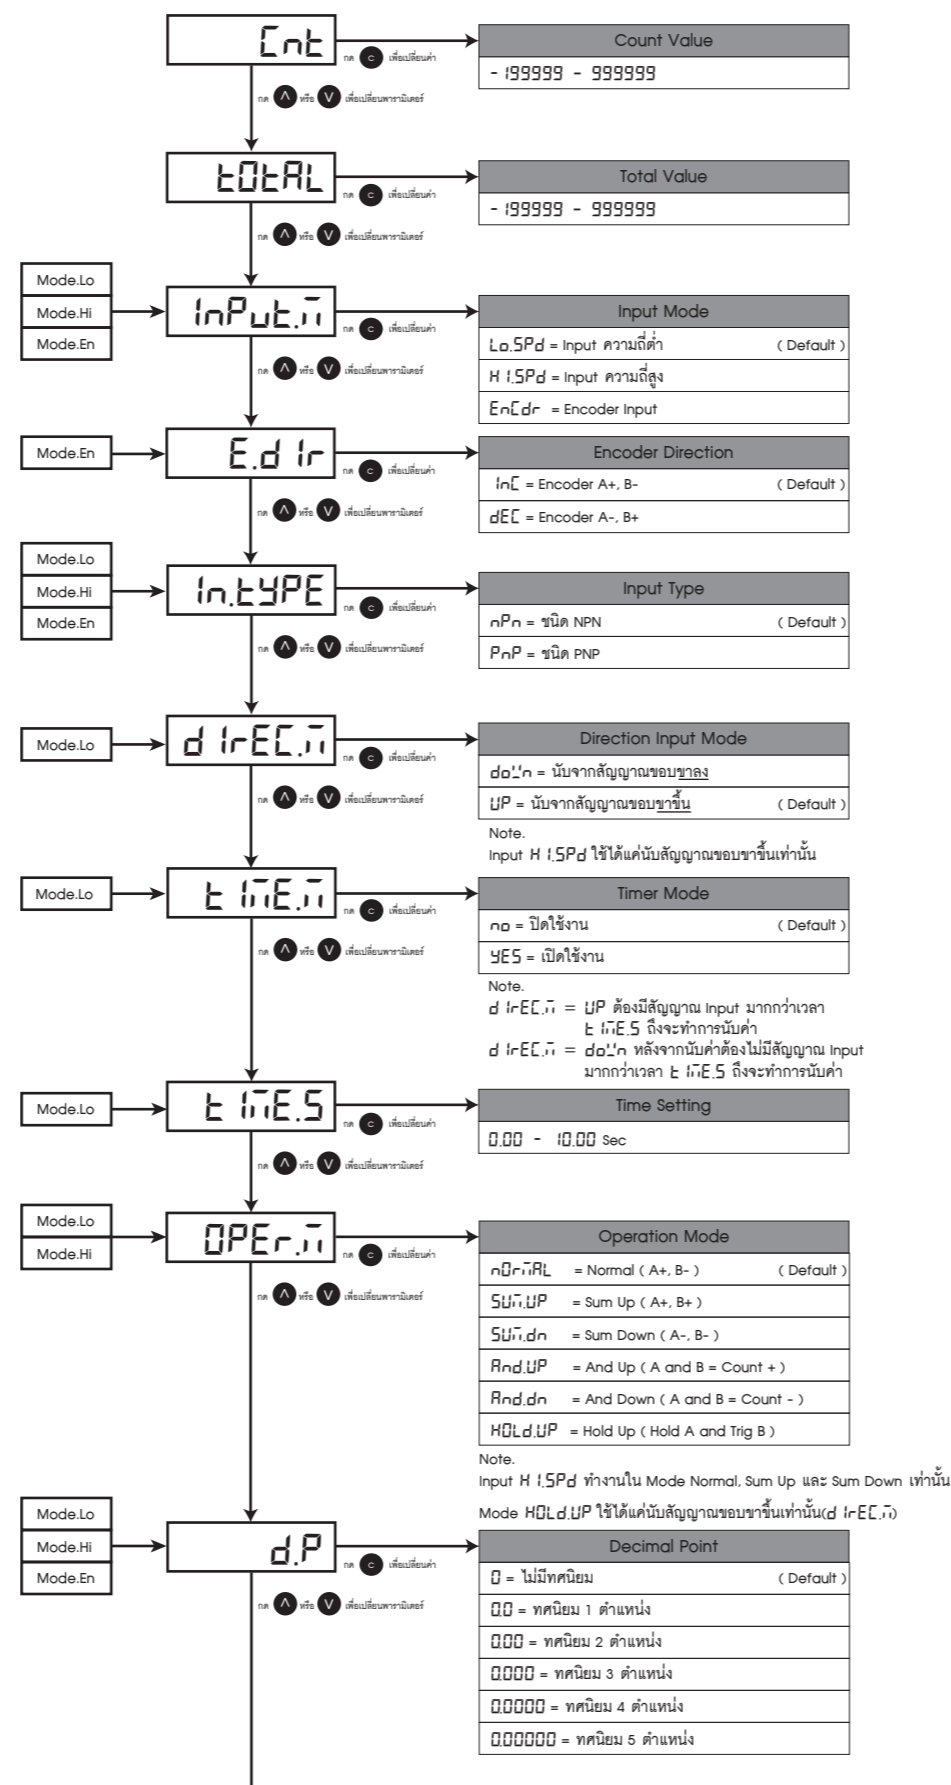 Cnt
กด C เพื่อเปลี่ยนค่า
Count Value
-199999 - 999999
กด ∧ หรือ V เพื่อเปลี่ยนพารามิเตอร์
tOtAL
กด C เพื่อเปลี่ยนค่า
Total Value
-199999 - 999999
กด ∧ หรือ V เพื่อเปลี่ยนพารามิเตอร์
Mode.Lo
Mode.Hi
Mode.En
InPut.m
กด C เพื่อเปลี่ยนค่า
Input Mode
Lo.SPd = Input ความถี่ต่ำ ( Default )
HI.SPd = Input ความถี่สูง
EnCdr = Encoder Input
กด ∧ หรือ V เพื่อเปลี่ยนพารามิเตอร์
Mode.En
E.dIr
กด C เพื่อเปลี่ยนค่า
Encoder Direction
InC = Encoder A+, B- ( Default )
dEC = Encoder A-, B+
กด ∧ หรือ V เพื่อเปลี่ยนพารามิเตอร์
Mode.Lo
Mode.Hi
Mode.En
In.tYPE
กด C เพื่อเปลี่ยนค่า
Input Type
nPn = ชนิด NPN ( Default )
PnP = ชนิด PNP
กด ∧ หรือ V เพื่อเปลี่ยนพารามิเตอร์
Mode.Lo
dIrEC.m
กด C เพื่อเปลี่ยนค่า
Direction Input Mode
doWn = นับจากสัญญาณขอบขาลง
UP = นับจากสัญญาณขอบขาขึ้น ( Default )
Note.
Input HI.SPd ใช้ได้แค่นับสัญญาณขอบขาขึ้นเท่านั้น
กด ∧ หรือ V เพื่อเปลี่ยนพารามิเตอร์
Mode.Lo
tImE.m
กด C เพื่อเปลี่ยนค่า
Timer Mode
no = ปิดใช้งาน ( Default )
YES = เปิดใช้งาน
Note.
dIrEC.m = UP ต้องมีสัญญาณ Input มากกว่าเวลา
tImE.S ถึงจะทำการนับค่า
dIrEC.m = doWn หลังจากนับค่าต้องไม่มีสัญญาณ Input
มากกว่าเวลา tImE.S ถึงจะทำการนับค่า
กด ∧ หรือ V เพื่อเปลี่ยนพารามิเตอร์
Mode.Lo
tImE.S
กด C เพื่อเปลี่ยนค่า
Time Setting
0.00 - 10.00 Sec
กด ∧ หรือ V เพื่อเปลี่ยนพารามิเตอร์
Mode.Lo
Mode.Hi
OPEr.m
กด C เพื่อเปลี่ยนค่า
Operation Mode
nOrmAL = Normal ( A+, B- ) ( Default )
SUm.UP = Sum Up ( A+, B+ )
SUm.dn = Sum Down ( A-, B- )
And.UP = And Up ( A and B = Count + )
And.dn = And Down ( A and B = Count - )
HOLd.UP = Hold Up ( Hold A and Trig B )
Note.
Input HI.SPd ทำงานใน Mode Normal, Sum Up และ Sum Down เท่านั้น
Mode HOLd.UP ใช้ได้แค่นับสัญญาณขอบขาขึ้นเท่านั้น(dIrEC.m)
กด ∧ หรือ V เพื่อเปลี่ยนพารามิเตอร์
Mode.Lo
Mode.Hi
Mode.En
d.P
กด C เพื่อเปลี่ยนค่า
Decimal Point
0 = ไม่มีทศนิยม ( Default )
0.0 = ทศนิยม 1 ตำแหน่ง
0.00 = ทศนิยม 2 ตำแหน่ง
0.000 = ทศนิยม 3 ตำแหน่ง
0.0000 = ทศนิยม 4 ตำแหน่ง
0.00000 = ทศนิยม 5 ตำแหน่ง
กด ∧ หรือ V เพื่อเปลี่ยนพารามิเตอร์